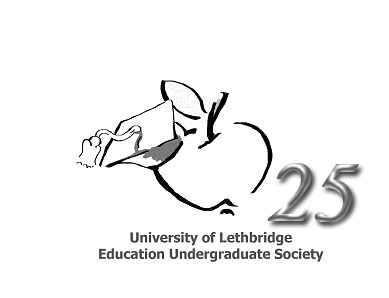 25
University of Lethbridge
Education Undergraduate Society